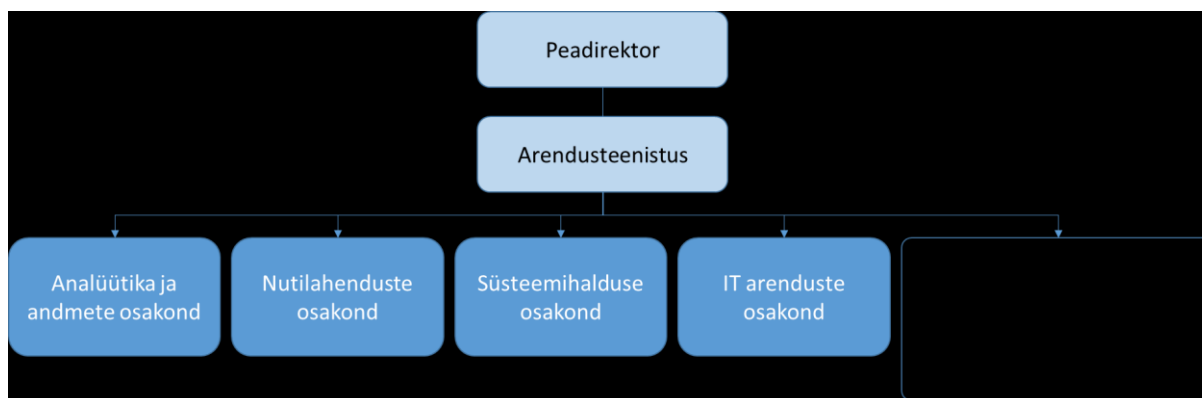 Peadirektor
Arendusteenistus
Analüütika ja
andmete osakond
Nutilahenduste
osakond
Süsteemihalduse
osakond
IT arenduste
osakond